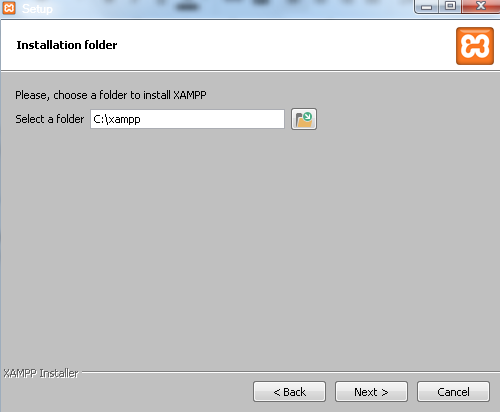 Setup
Installation folder
Please, choose a folder to install XAMPP
Select a folder C:\xampp
XAMPP Installer
< Back Next > Cancel